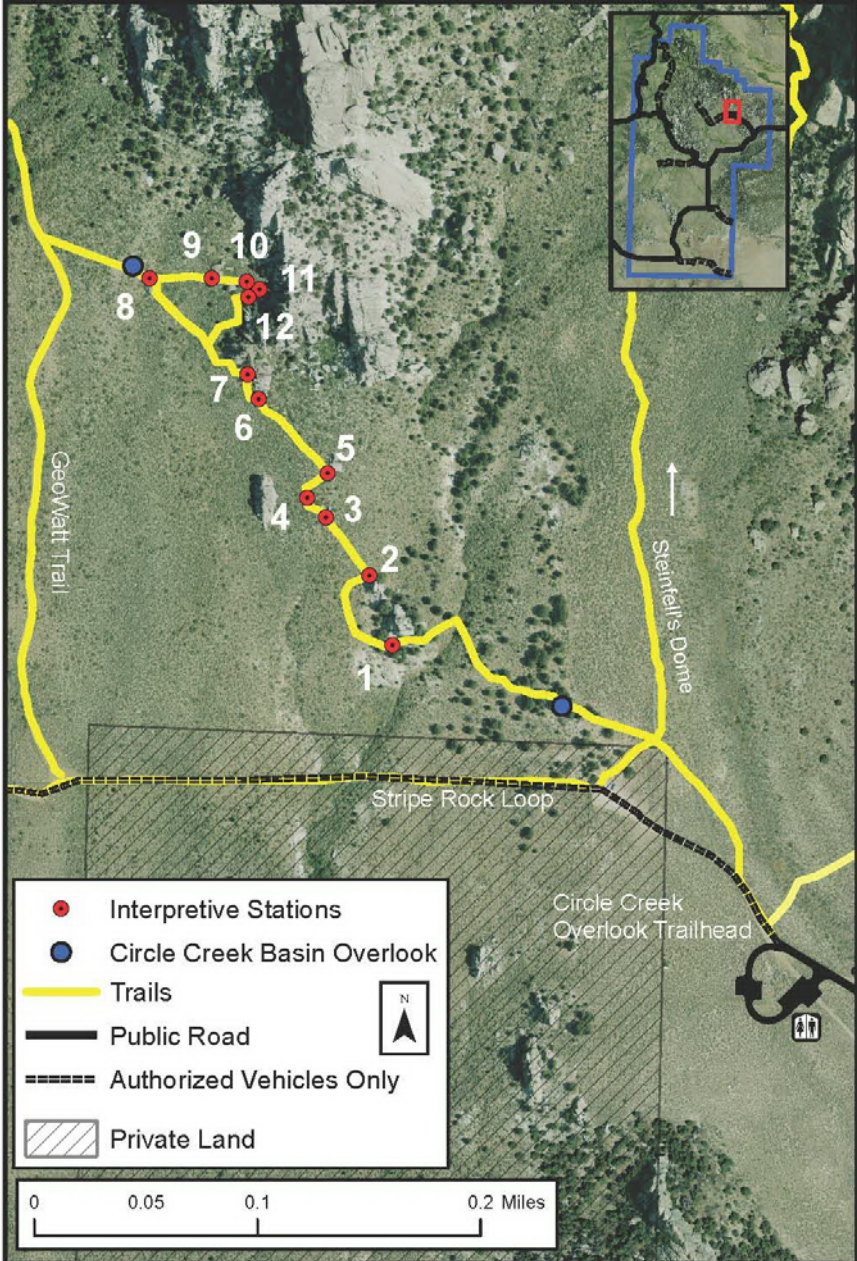 9
10
11
8
12
7
6
5
4
3
2
1
GeoWatt Trail
Steinfell's Dome
Stripe Rock Loop
Circle Creek
Overlook Trailhead
Interpretive Stations
Circle Creek Basin Overlook
Trails
N
Public Road
Authorized Vehicles Only
Private Land
0
0.05
0.1
0.2 Miles